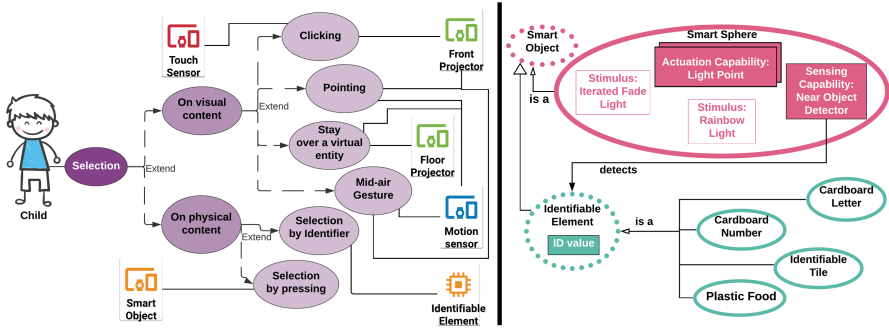 Touch
Sensor
Clicking
Front
Projector
Pointing
On visual
content
Extend
Stay
over a virtual
entity
Floor
Projector
Selection
Extend
Mid-air
Gesture
Child
On physical
content
Extend
Selection
by Identifier
Motion
sensor
Selection
by pressing
Smart
Object
Identifiable
Element
Smart
Object
is a
Smart Sphere
Actuation Capability:
Light Point
Stimulus:
Iterated Fade
Light
Stimulus:
Rainbow
Light
Sensing
Capability:
Near Object
Detector
detects
Identifiable
Element
ID value
is a
Cardboard
Letter
Cardboard
Number
Identifiable
Tile
Plastic Food